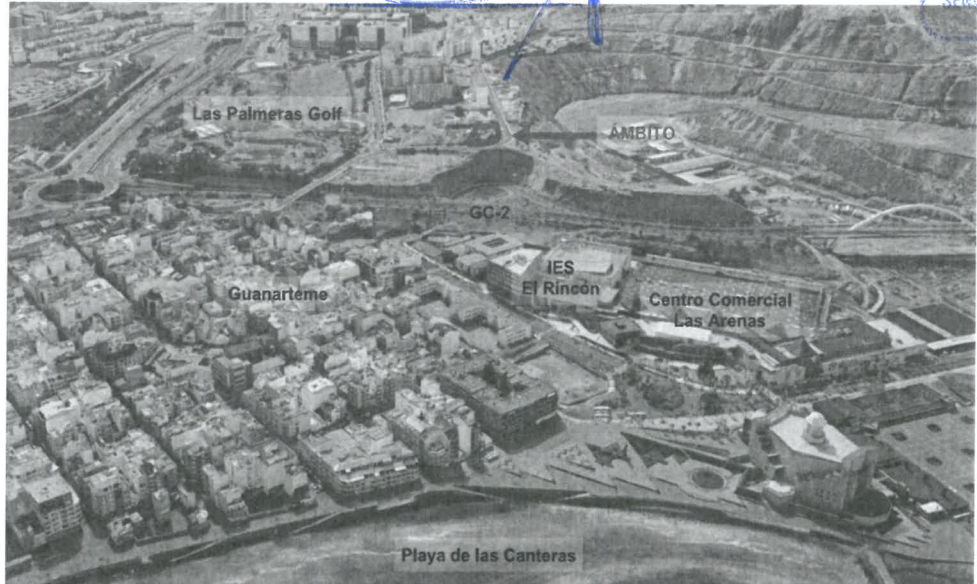 Las Palmeras Golf
ÁMBITO
GC-2
IES
El Rincón
Guanarteme
Centro Comercial
Las Arenas
Playa de las Canteras